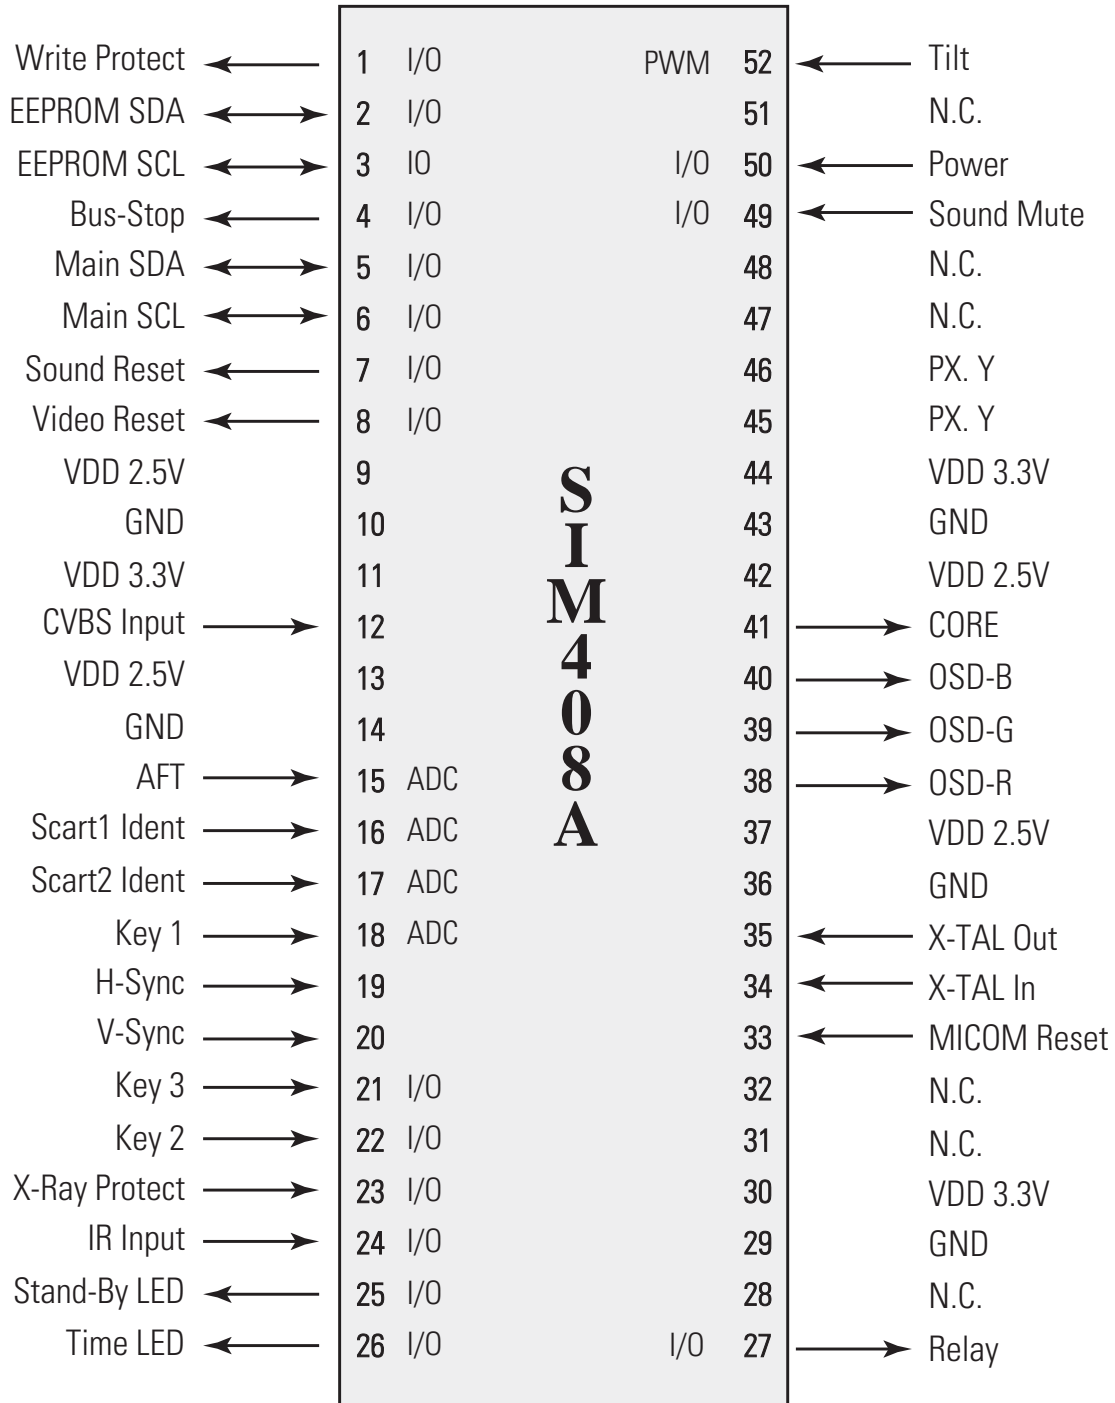 Write Protect 1 I/O PWM 52 Tilt
EEPROM SDA 2 I/O 51 N.C.
EEPROM SCL 3 IO I/O 50 Power
Bus-Stop 4 I/O I/O 49 Sound Mute
Main SDA 5 I/O 48 N.C.
Main SCL 6 I/O 47 N.C.
Sound Reset 7 I/O 46 PX. Y
Video Reset 8 I/O 45 PX. Y
VDD 2.5V 9 44 VDD 3.3V
GND 10 43 GND
VDD 3.3V 11 42 VDD 2.5V
CVBS Input 12 41 CORE
VDD 2.5V 13 40 OSD-B
GND 14 39 OSD-G
AFT 15 ADC 38 OSD-R
Scart1 Ident 16 ADC 37 VDD 2.5V
Scart2 Ident 17 ADC 36 GND
Key 1 18 ADC 35 X-TAL Out
H-Sync 19 34 X-TAL In
V-Sync 20 33 MICOM Reset
Key 3 21 I/O 32 N.C.
Key 2 22 I/O 31 N.C.
X-Ray Protect 23 I/O 30 VDD 3.3V
IR Input 24 I/O 29 GND
Stand-By LED 25 I/O 28 N.C.
Time LED 26 I/O I/O 27 Relay
SIM408A